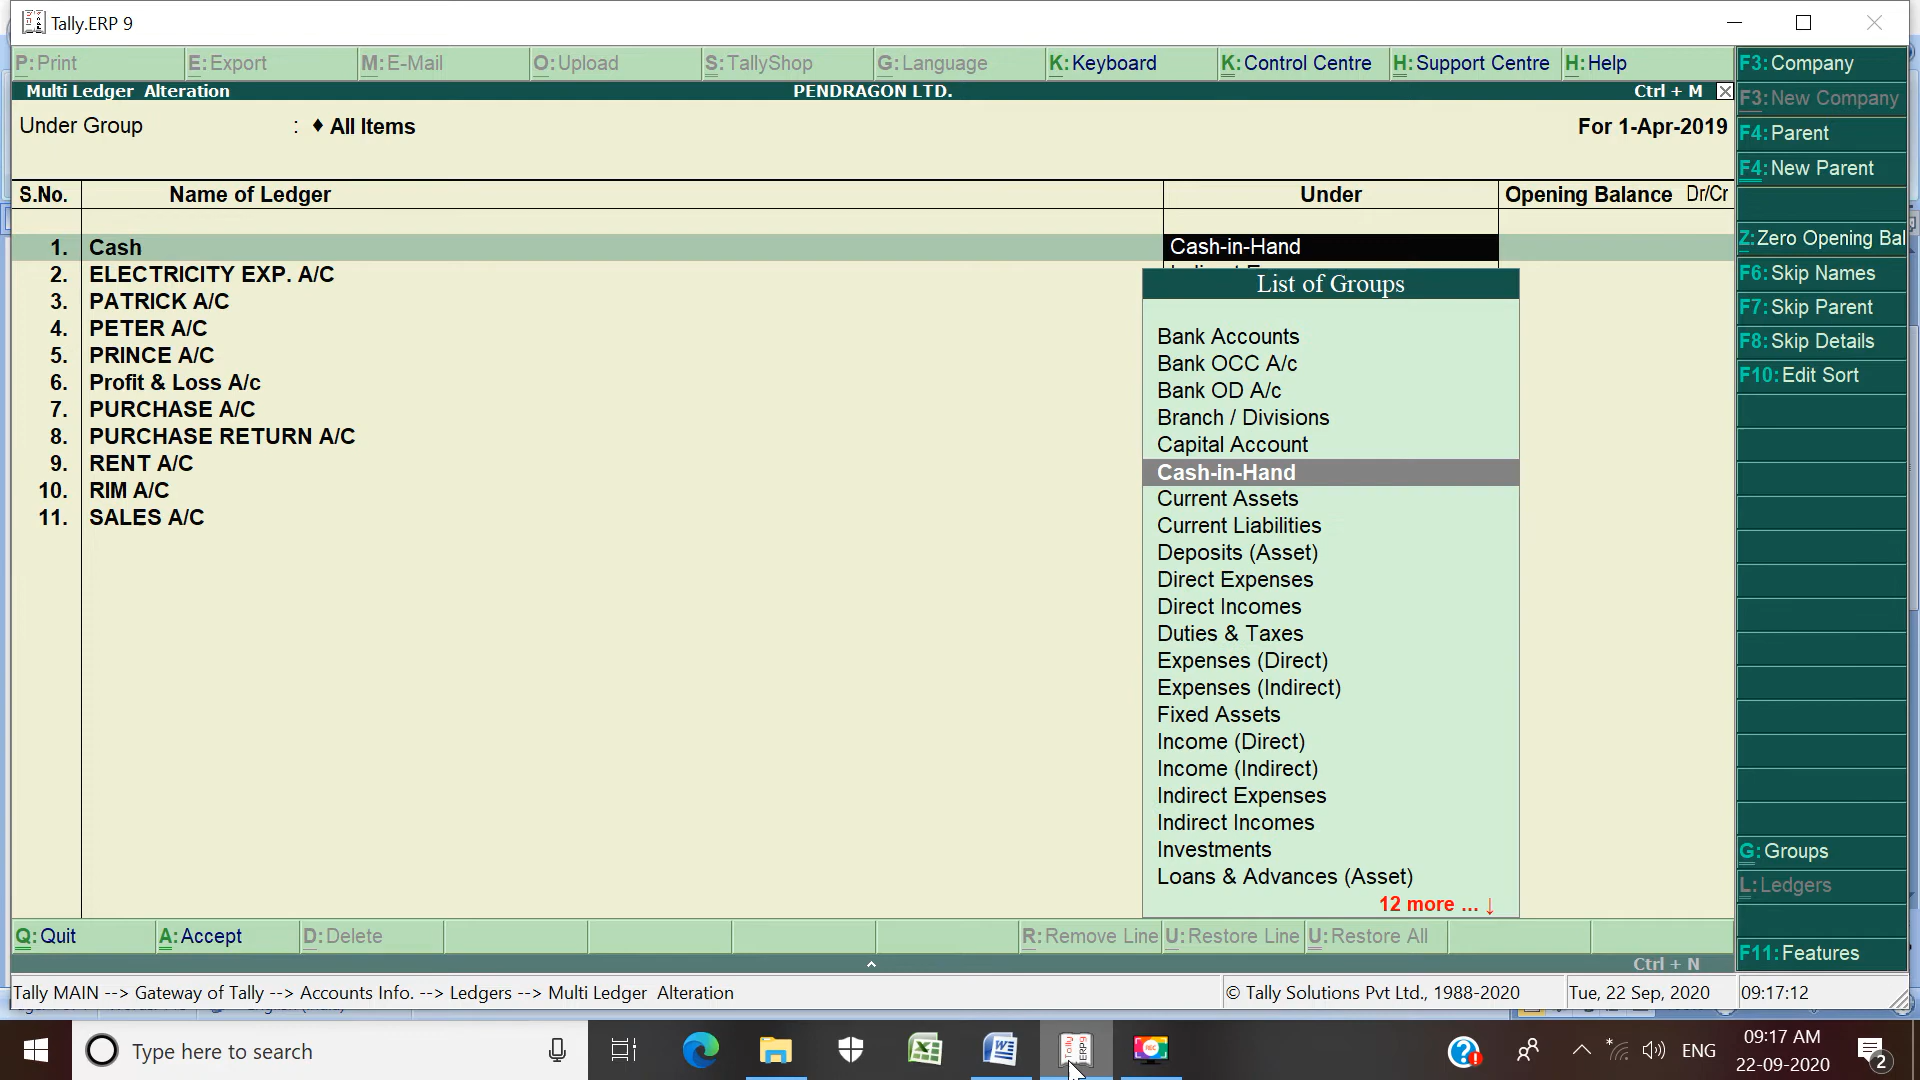 Tally.ERP 9
P: Print E: Export M: E-Mail O: Upload S: TallyShop G: Language K: Keyboard K: Control Centre H: Support Centre H: Help
Multi Ledger Alteration PENDRAGON LTD. Ctrl + M
Under Group : ♦ All Items For 1-Apr-2019
S.No. Name of Ledger Under Opening Balance Dr/Cr
1. Cash Cash-in-Hand
2. ELECTRICITY EXP. A/C
3. PATRICK A/C
4. PETER A/C
5. PRINCE A/C
6. Profit & Loss A/c
7. PURCHASE A/C
8. PURCHASE RETURN A/C
9. RENT A/C
10. RIM A/C
11. SALES A/C
List of Groups
Bank Accounts
Bank OCC A/c
Bank OD A/c
Branch / Divisions
Capital Account
Cash-in-Hand
Current Assets
Current Liabilities
Deposits (Asset)
Direct Expenses
Direct Incomes
Duties & Taxes
Expenses (Direct)
Expenses (Indirect)
Fixed Assets
Income (Direct)
Income (Indirect)
Indirect Expenses
Indirect Incomes
Investments
Loans & Advances (Asset)
12 more ... ↓
F3: Company
F3: New Company
F4: Parent
F4: New Parent
Z: Zero Opening Bal
F6: Skip Names
F7: Skip Parent
F8: Skip Details
F10: Edit Sort
G: Groups
L: Ledgers
F11: Features
Q: Quit A: Accept D: Delete R: Remove Line U: Restore Line U: Restore All
Ctrl + N
Tally MAIN --> Gateway of Tally --> Accounts Info. --> Ledgers --> Multi Ledger Alteration © Tally Solutions Pvt Ltd., 1988-2020 Tue, 22 Sep, 2020 09:17:12
Type here to search
Tally
ERP9
REC
ENG
09:17 AM
22-09-2020
2